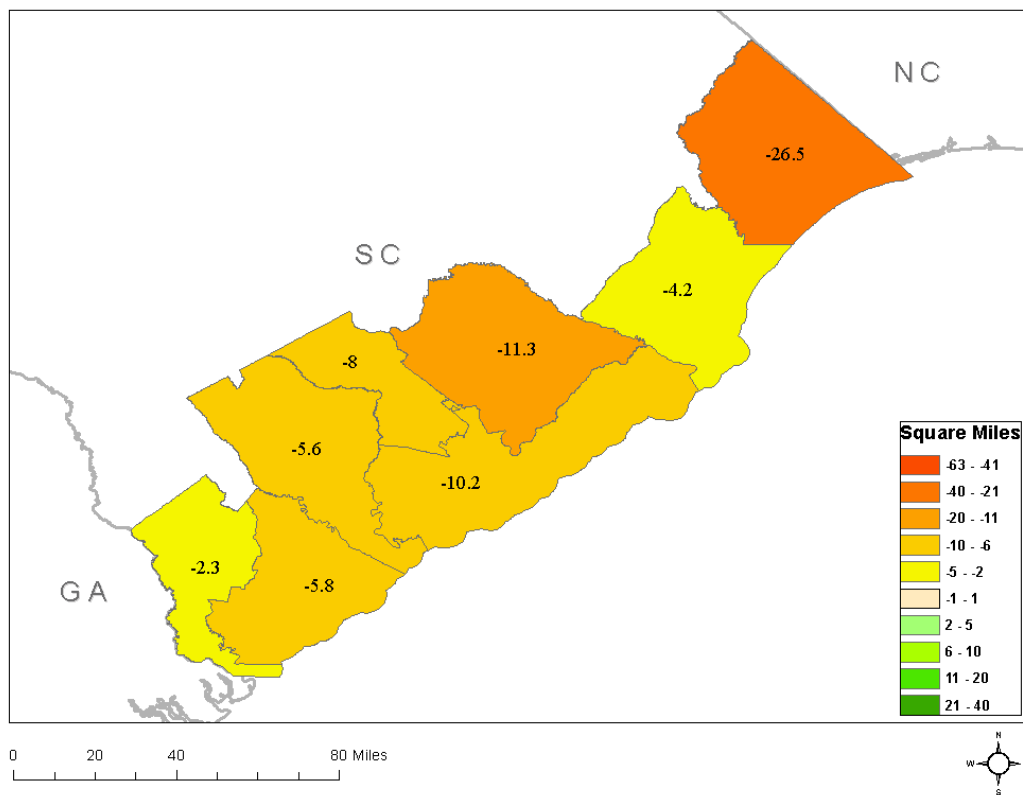 NC
-26.5
SC
-4.2
-11.3
-8
-5.6
-10.2
-2.3
-5.8
GA
Square Miles
-63 - -41
-40 - -21
-20 - -11
-10 - -6
-5 - -2
-1 - 1
2 - 5
6 - 10
11 - 20
21 - 40
0 20 40 80 Miles
N
W E
S